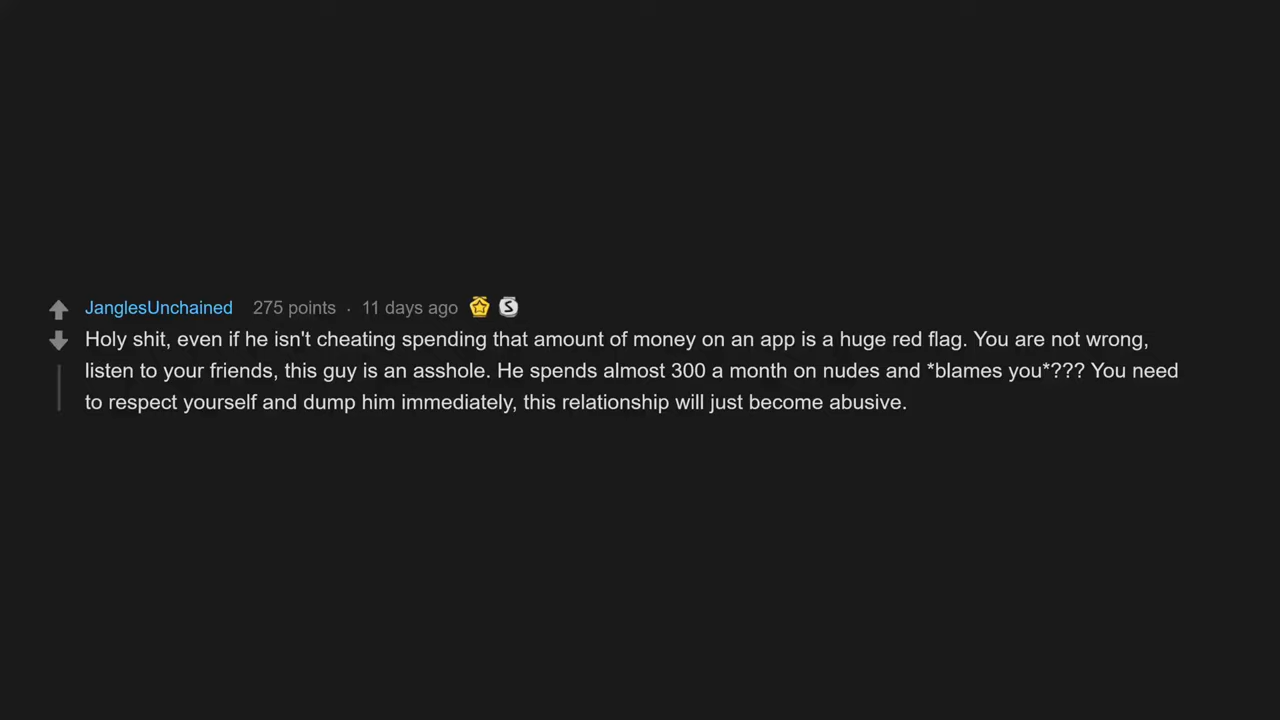 JanglesUnchained 275 points · 11 days ago S
Holy shit, even if he isn't cheating spending that amount of money on an app is a huge red flag. You are not wrong,
listen to your friends, this guy is an asshole. He spends almost 300 a month on nudes and *blames you*??? You need
to respect yourself and dump him immediately, this relationship will just become abusive.